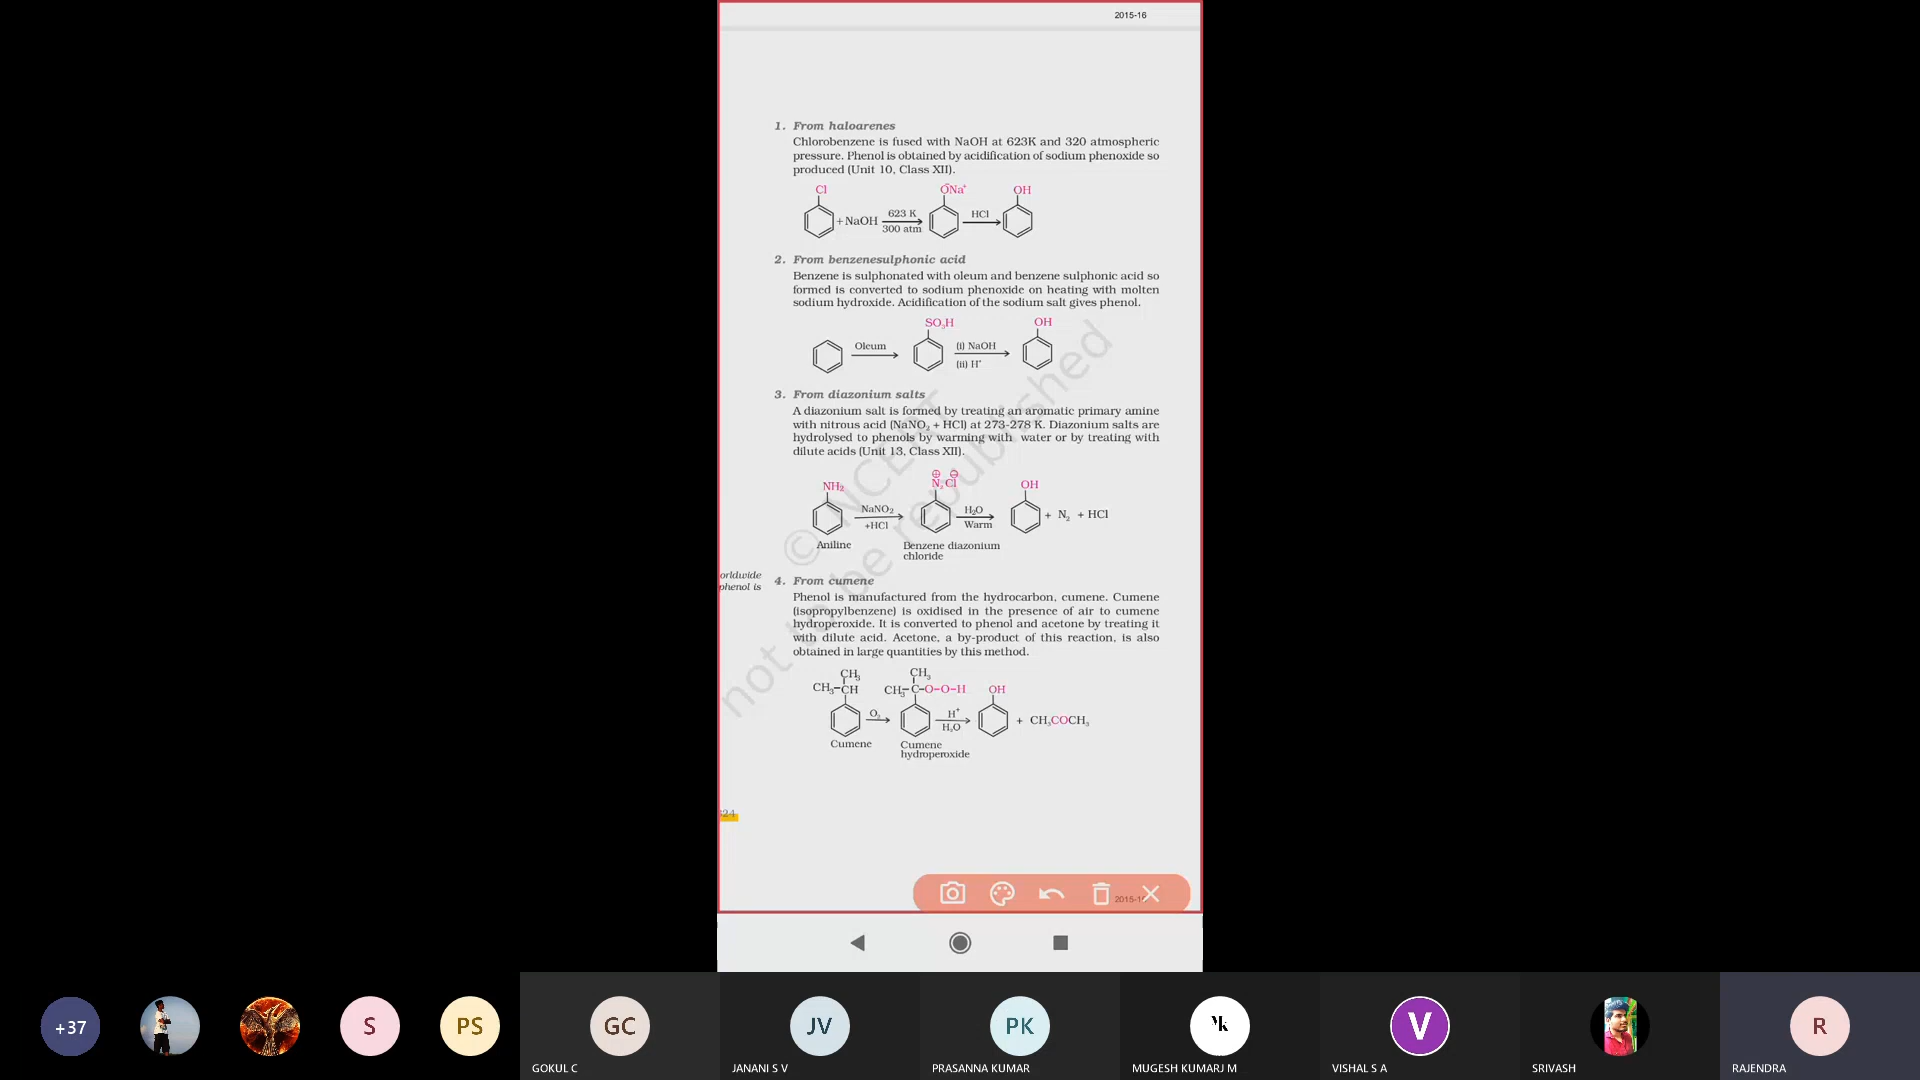 2015-16
1. From haloarenes
Chlorobenzene is fused with NaOH at 623K and 320 atmospheric
pressure. Phenol is obtained by acidification of sodium phenoxide so
produced (Unit 10, Class XII).
Cl
ŌNa⁺
OH
+ NaOH
623 K
300 atm
HCl
2. From benzenesulphonic acid
Benzene is sulphonated with oleum and benzene sulphonic acid so
formed is converted to sodium phenoxide on heating with molten
sodium hydroxide. Acidification of the sodium salt gives phenol.
SO₃H
OH
Oleum
(i) NaOH
(ii) H⁺
3. From diazonium salts
A diazonium salt is formed by treating an aromatic primary amine
with nitrous acid (NaNO₂ + HCl) at 273-278 K. Diazonium salts are
hydrolysed to phenols by warming with water or by treating with
dilute acids (Unit 13, Class XII).
⊕ ⊖
NH₂
N₂Cl
OH
NaNO₂
+HCl
H₂O
Warm
+ N₂ + HCl
Aniline
Benzene diazonium
chloride
orldwide
phenol is
4. From cumene
Phenol is manufactured from the hydrocarbon, cumene. Cumene
(isopropylbenzene) is oxidised in the presence of air to cumene
hydroperoxide. It is converted to phenol and acetone by treating it
with dilute acid. Acetone, a by-product of this reaction, is also
obtained in large quantities by this method.
CH₃
CH₃
CH₃–CH
CH₃–C–O–O–H
OH
O₂
H⁺
H₂O
+ CH₃COCH₃
Cumene
Cumene
hydroperoxide
© NCERT
not to be republished
24
2015-1
+37
S
PS
GC
GOKUL C
JV
JANANI S V
PK
PRASANNA KUMAR
MUGESH KUMARJ M
V
VISHAL S A
SRIVASH
R
RAJENDRA